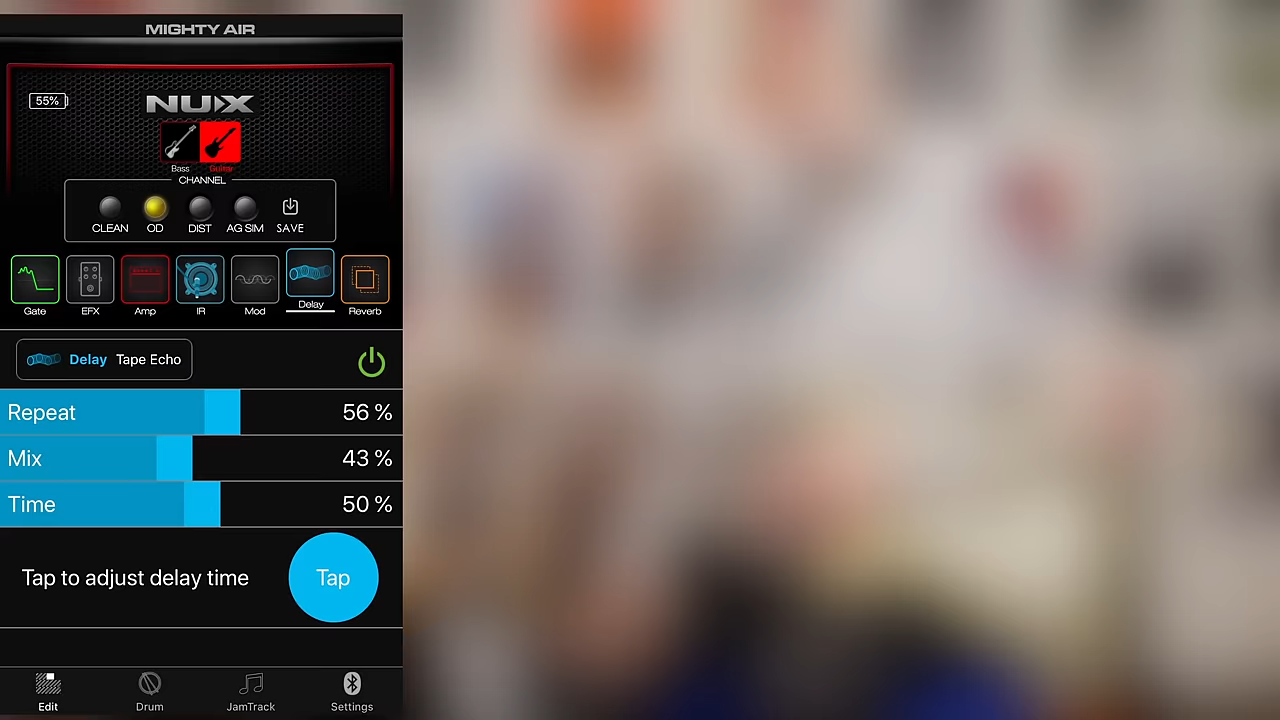 MIGHTY AIR
55%
NUX
Bass Guitar
CHANNEL
CLEAN OD DIST AG SIM SAVE
Gate EFX Amp IR Mod Delay Reverb
Delay Tape Echo
Repeat 56 %
Mix 43 %
Time 50 %
Tap to adjust delay time Tap
Edit Drum JamTrack Settings